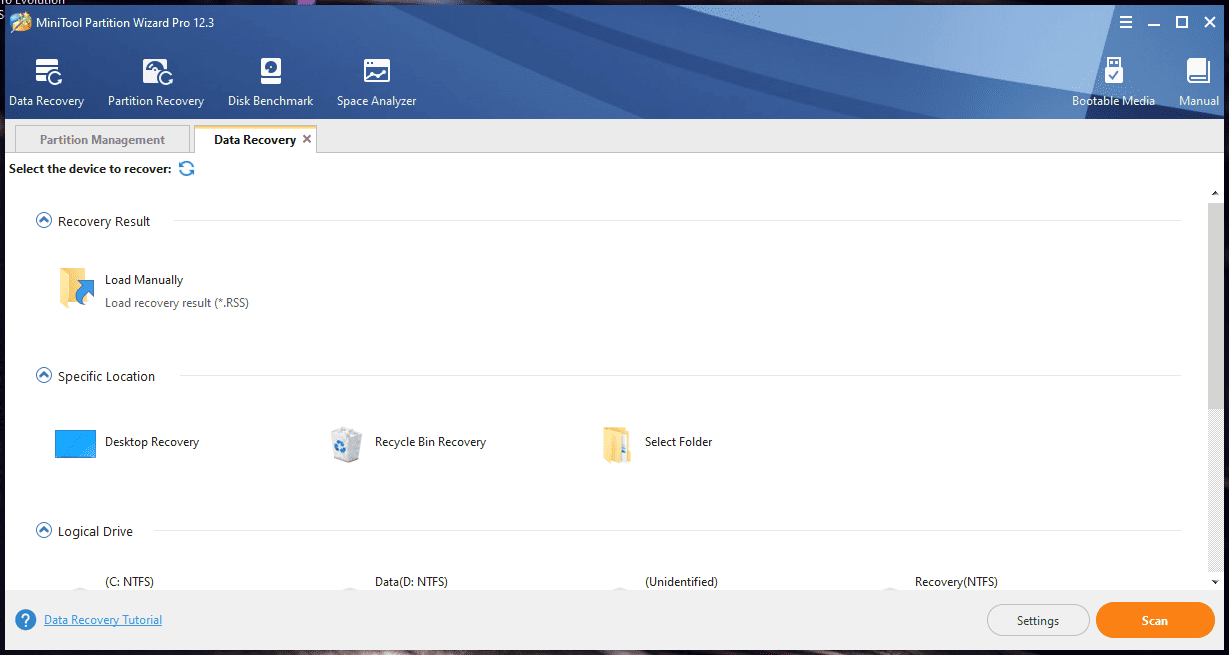 To Evolution
S
MiniTool Partition Wizard Pro 12.3
Data Recovery
Partition Recovery
Disk Benchmark
Space Analyzer
Bootable Media
Manual
Partition Management
Data Recovery
Select the device to recover:
Recovery Result
Load Manually
Load recovery result (*.RSS)
Specific Location
Desktop Recovery
Recycle Bin Recovery
Select Folder
Logical Drive
(C: NTFS)
Data(D: NTFS)
(Unidentified)
Recovery(NTFS)
? Data Recovery Tutorial
Settings
Scan